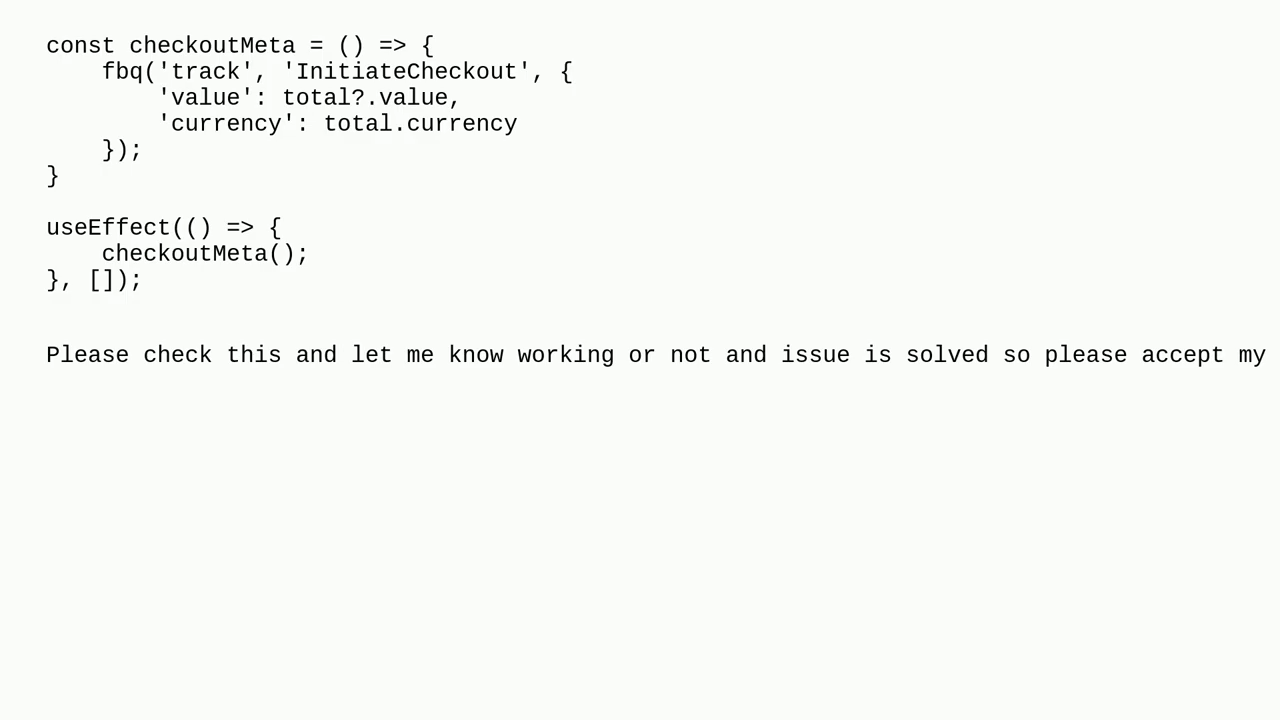 const checkoutMeta = () => {
    fbq('track', 'InitiateCheckout', {
        'value': total?.value,
        'currency': total.currency
    });
}

useEffect(() => {
    checkoutMeta();
}, []);

Please check this and let me know working or not and issue is solved so please accept my